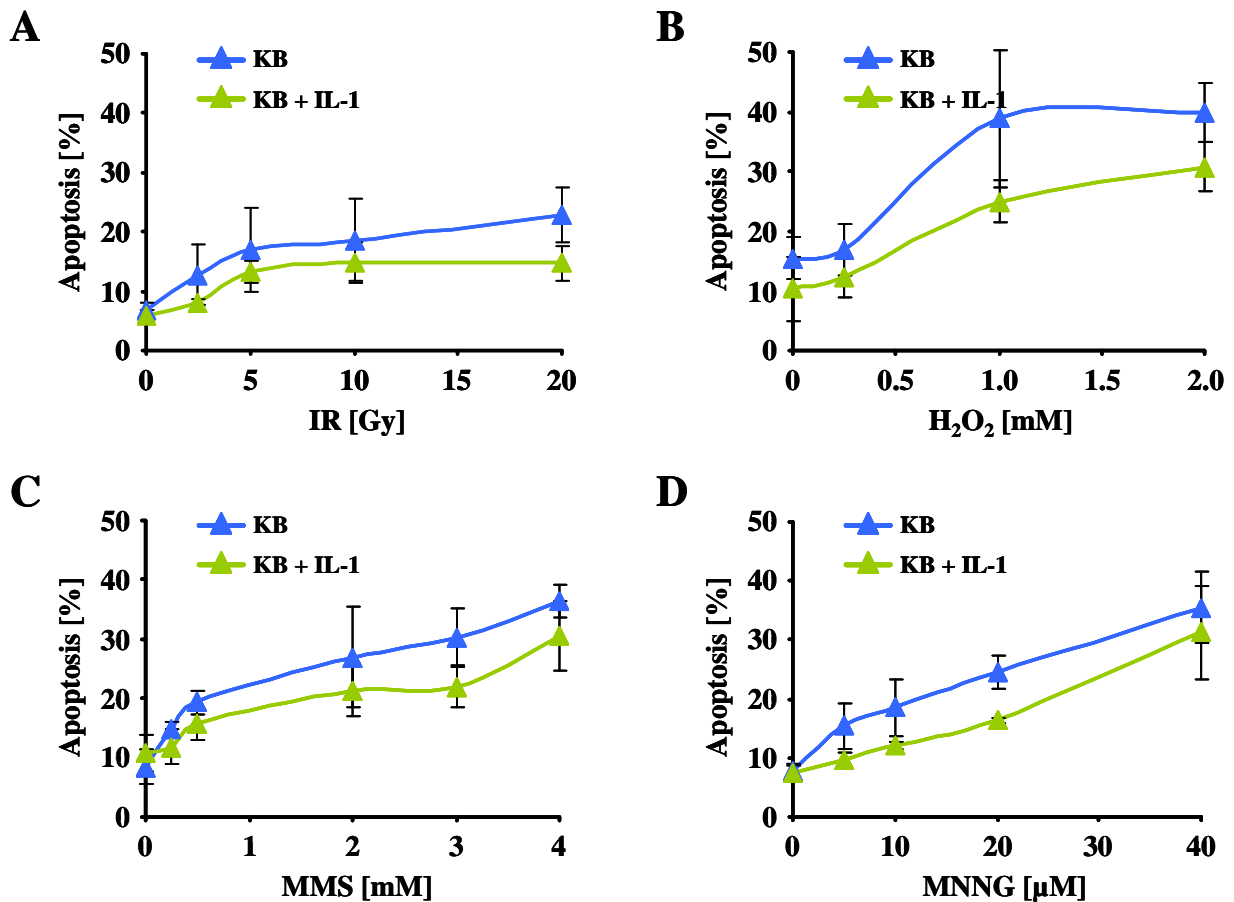 A
KB
KB + IL-1
Apoptosis [%]
50
40
30
20
10
0
0 5 10 15 20
IR [Gy]
B
KB
KB + IL-1
Apoptosis [%]
50
40
30
20
10
0
0 0.5 1.0 1.5 2.0
H₂O₂ [mM]
C
KB
KB + IL-1
Apoptosis [%]
50
40
30
20
10
0
0 1 2 3 4
MMS [mM]
D
KB
KB + IL-1
Apoptosis [%]
50
40
30
20
10
0
0 10 20 30 40
MNNG [µM]